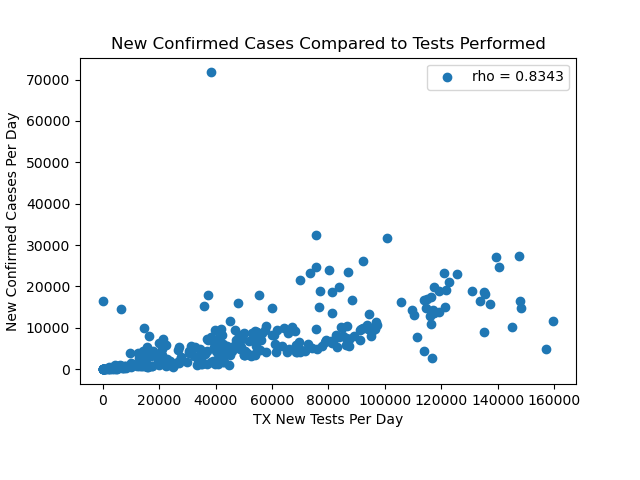 New Confirmed Cases Compared to Tests Performed
rho = 0.8343
70000
60000
50000
40000
30000
20000
10000
0
New Confirmed Caeses Per Day
0 20000 40000 60000 80000 100000 120000 140000 160000
TX New Tests Per Day